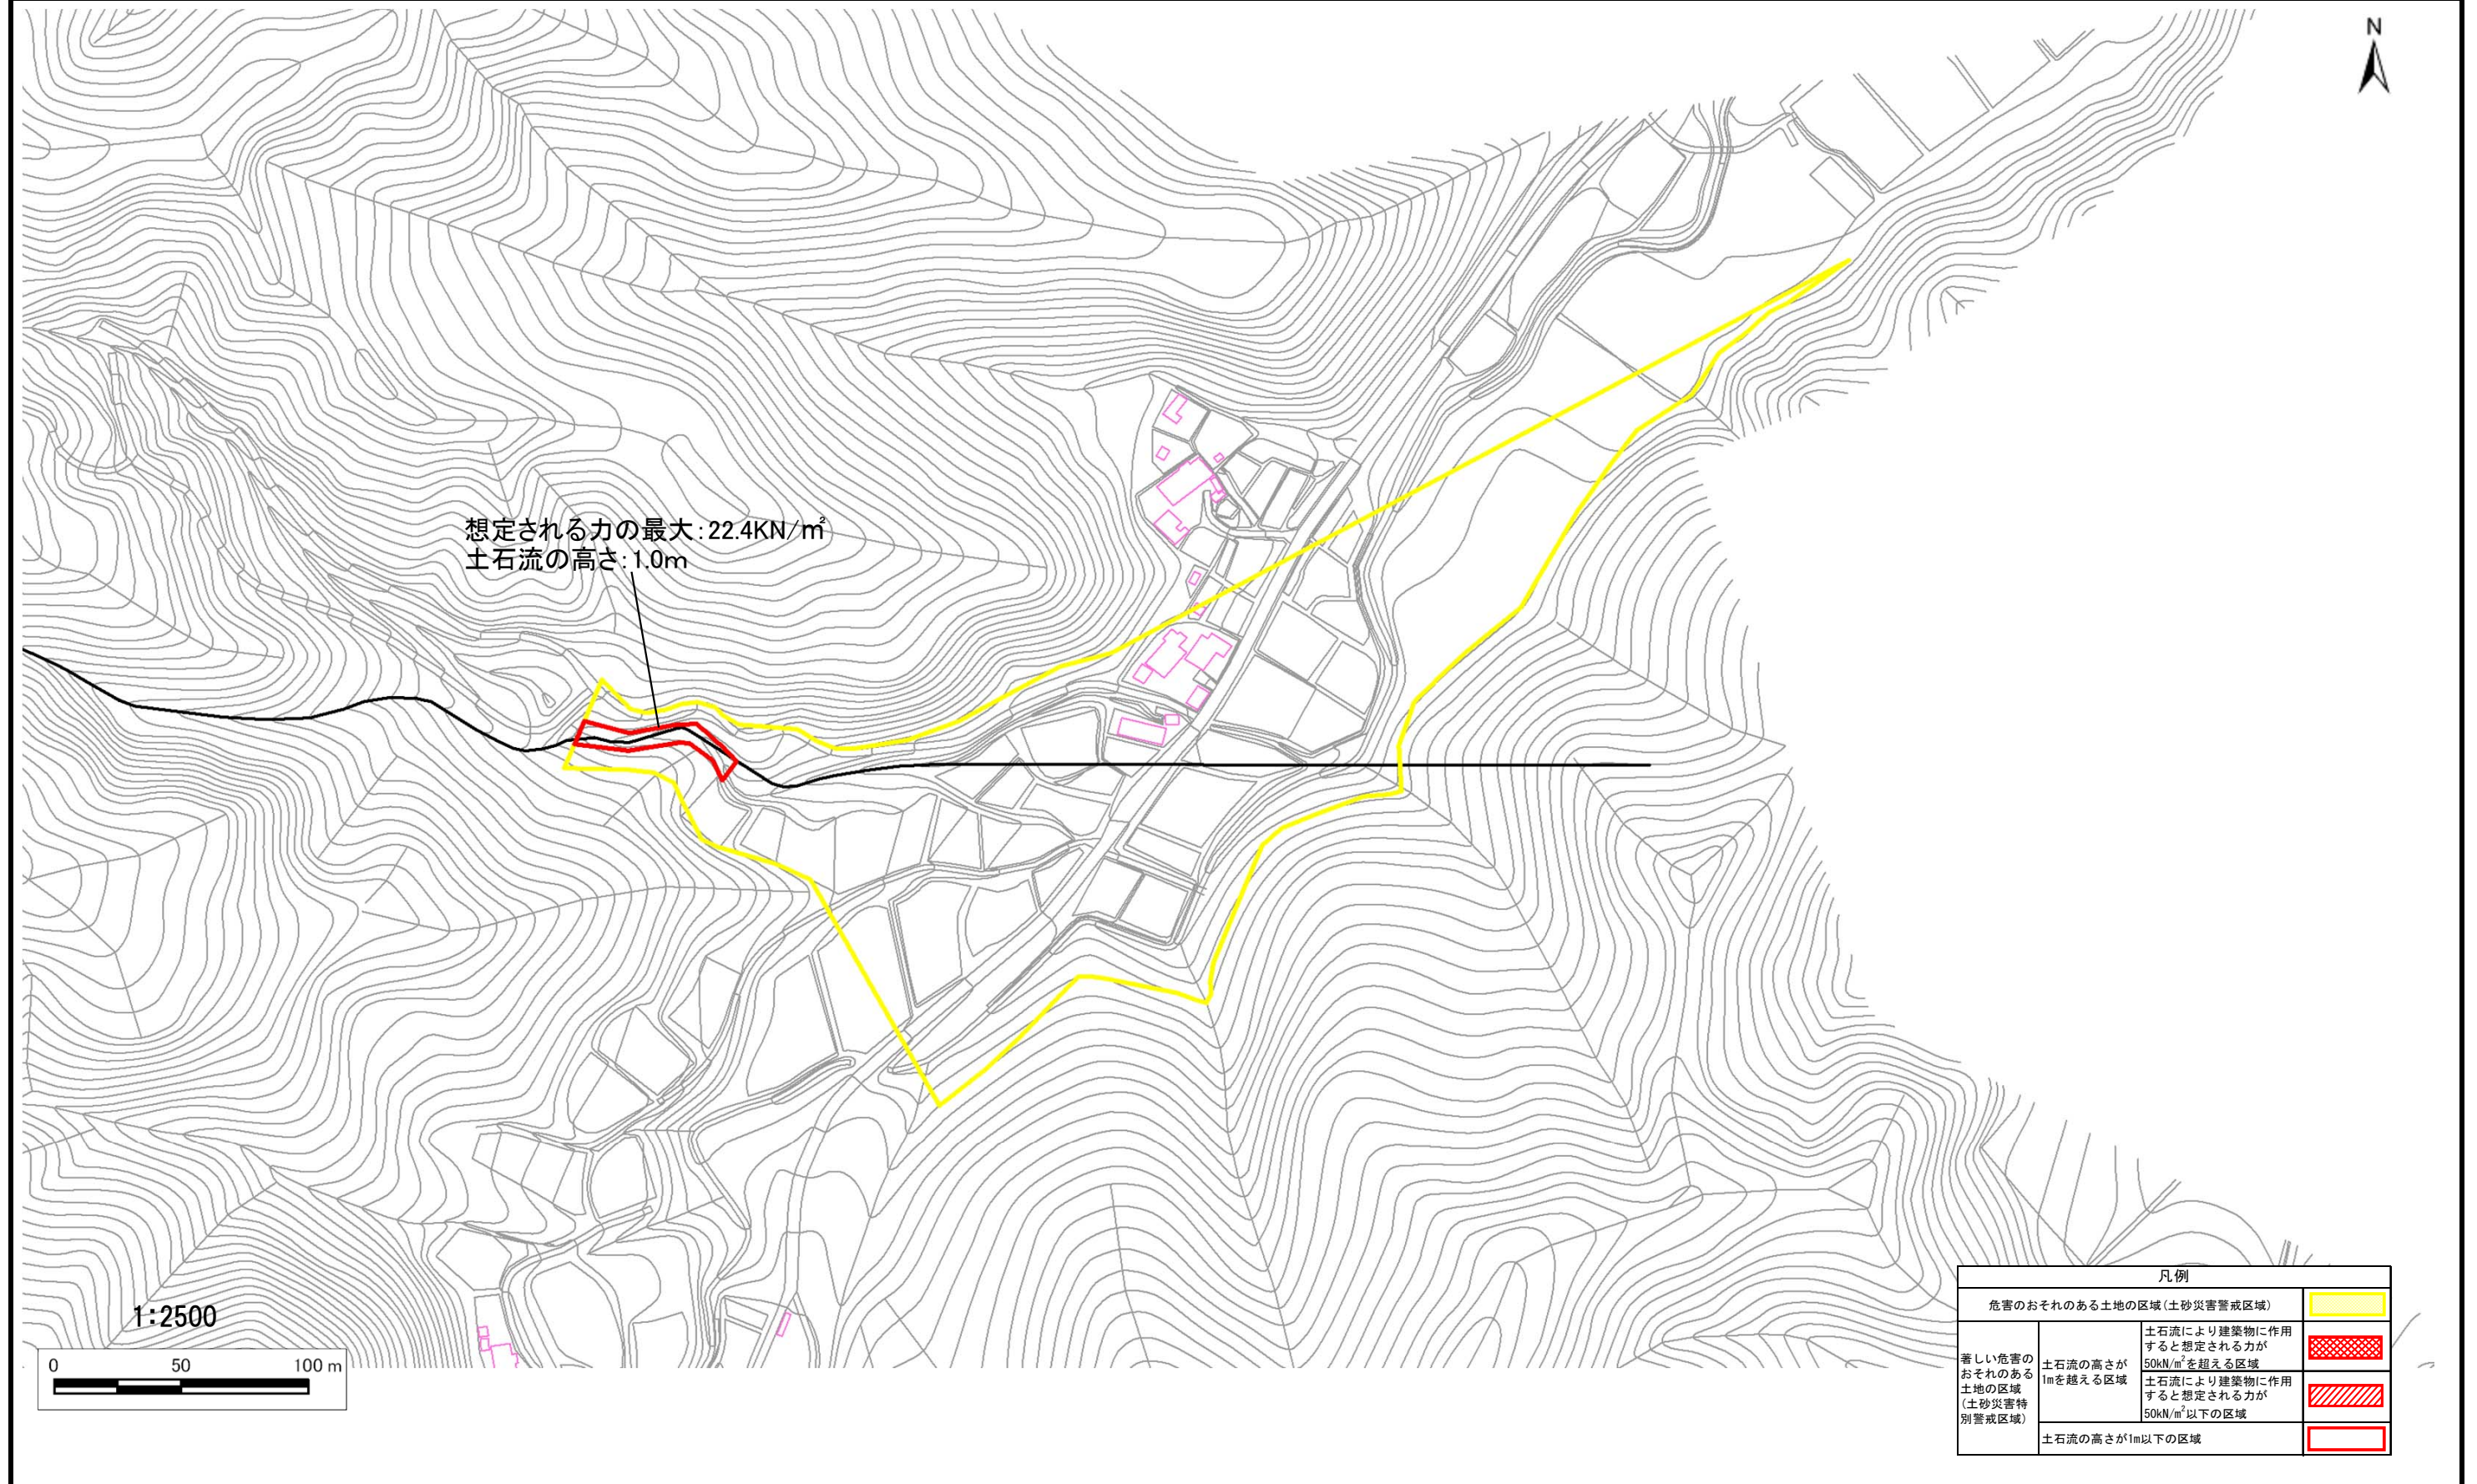 N
想定される力の最大:22.4KN/㎡
土石流の高さ:1.0m
1:2500
0 50 100 m
凡例
危害のおそれのある土地の区域(土砂災害警戒区域)
著しい危害の
おそれのある
土地の区域
(土砂災害特
別警戒区域)
土石流の高さが
1mを越える区域
土石流により建築物に作用
すると想定される力が
50kN/m²を超える区域
土石流により建築物に作用
すると想定される力が
50kN/m²以下の区域
土石流の高さが1m以下の区域